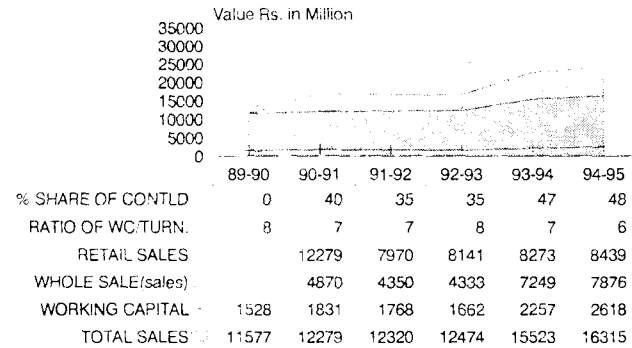 Value Rs. in Million
35000
30000
25000
20000
15000
10000
5000
0
89-90 90-91 91-92 92-93 93-94 94-95
% SHARE OF CONTLD 0 40 35 35 47 48
RATIO OF WC/TURN. 8 7 7 8 7 6
RETAIL SALES 12279 7970 8141 8273 8439
WHOLE SALE(sales) 4870 4350 4333 7249 7876
WORKING CAPITAL 1528 1831 1768 1662 2257 2618
TOTAL SALES 11577 12279 12320 12474 15523 16315